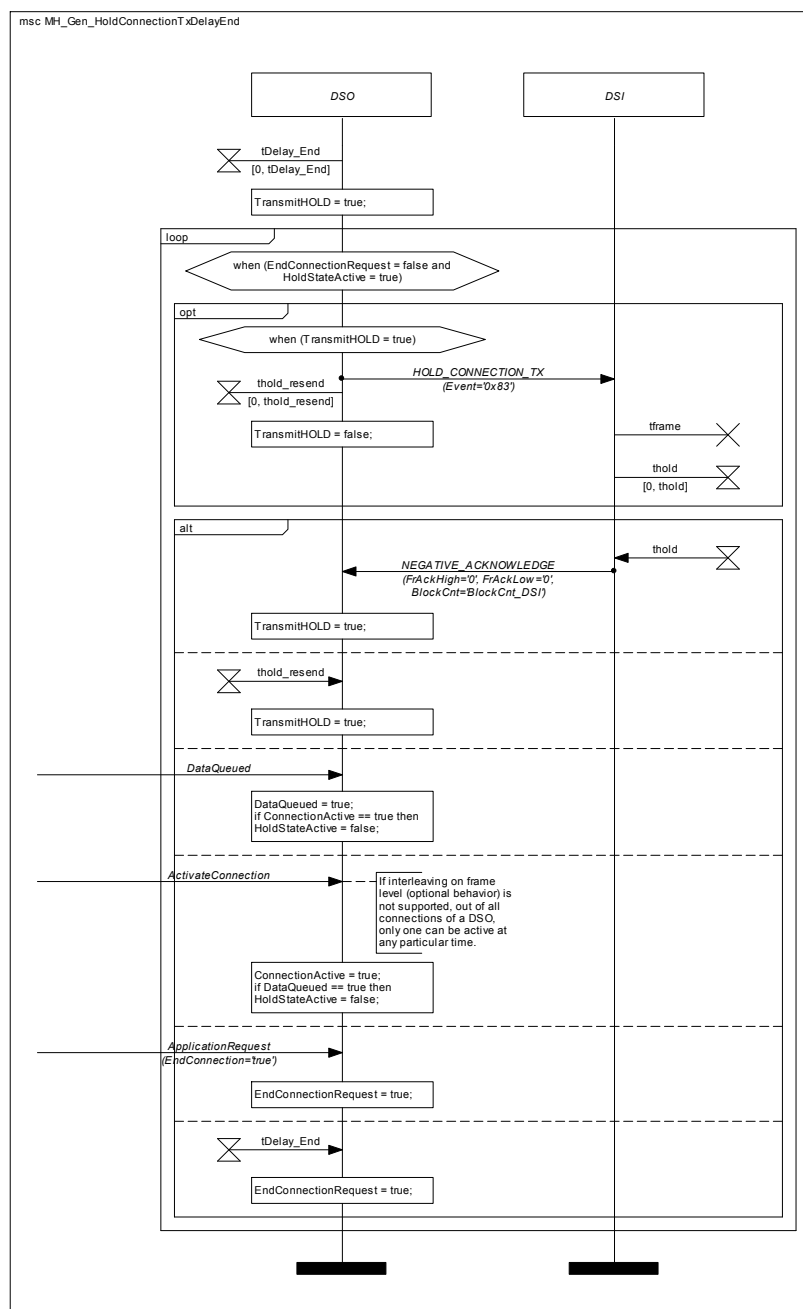 msc MH_Gen_HoldConnectionTxDelayEnd
DSO
DSI
tDelay_End
[0, tDelay_End]
TransmitHOLD = true;
loop
when (EndConnectionRequest = false and
HoldStateActive = true)
opt
when (TransmitHOLD = true)
HOLD_CONNECTION_TX
(Event='0x83')
thold_resend
[0, thold_resend]
TransmitHOLD = false;
tframe
thold
[0, thold]
alt
thold
NEGATIVE_ACKNOWLEDGE
(FrAckHigh='0', FrAckLow='0',
BlockCnt='BlockCnt_DSI')
TransmitHOLD = true;
thold_resend
TransmitHOLD = true;
DataQueued
DataQueued = true;
if ConnectionActive == true then
HoldStateActive = false;
ActivateConnection
If interleaving on frame
level (optional behavior) is
not supported, out of all
connections of a DSO,
only one can be active at
any particular time.
ConnectionActive = true;
if DataQueued == true then
HoldStateActive = false;
ApplicationRequest
(EndConnection='true')
EndConnectionRequest = true;
tDelay_End
EndConnectionRequest = true;